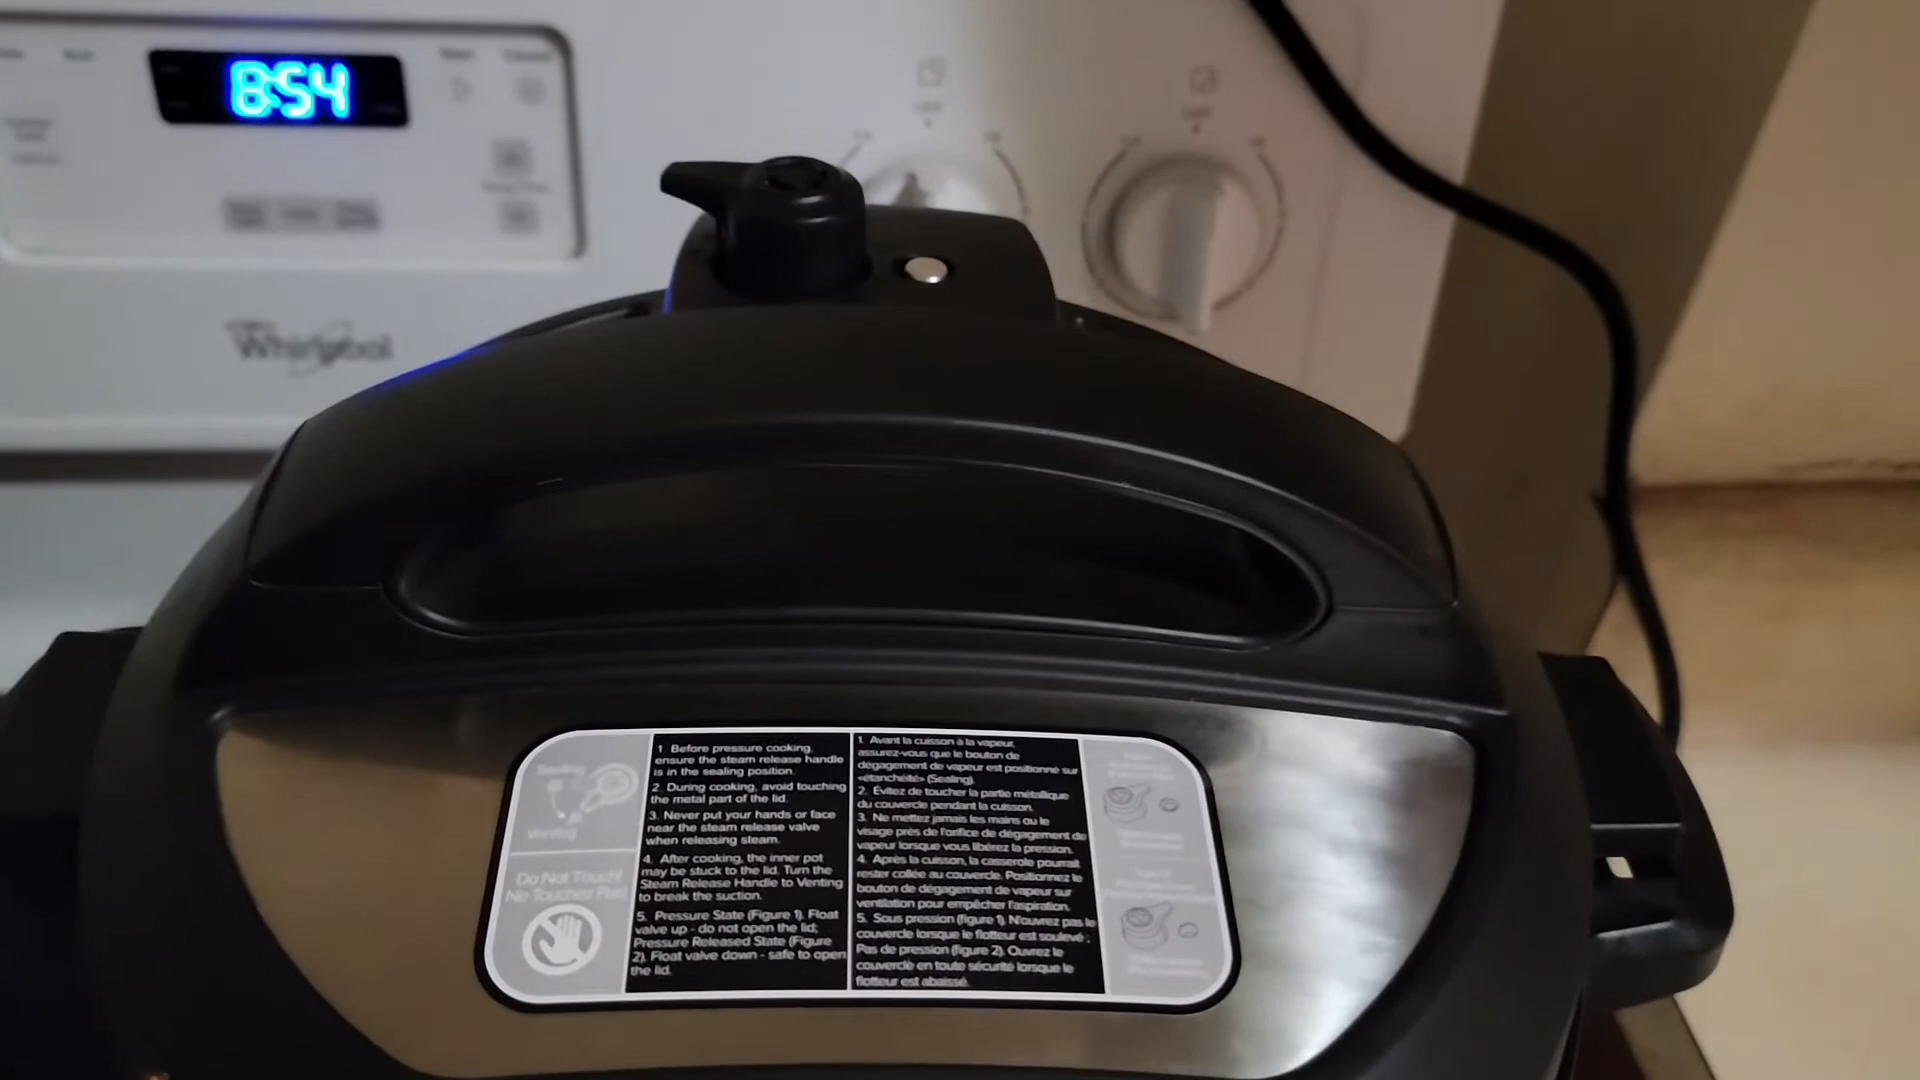 8:54
Whirlpool
Sealing
Venting
Do Not Touch!
Ne Touchez Pas!
1. Before pressure cooking,
ensure the steam release handle
is in the sealing position.
2. During cooking, avoid touching
the metal part of the lid.
3. Never put your hands or face
near the steam release valve
when releasing steam.
4. After cooking, the inner pot
may be stuck to the lid. Turn the
Steam Release Handle to Venting
to break the suction.
5. Pressure State (Figure 1). Float
valve up - do not open the lid;
Pressure Released State (Figure
2). Float valve down - safe to open
the lid.
1. Avant la cuisson à la vapeur,
assurez-vous que le bouton de
dégagement de vapeur est positionné sur
«étanchéité» (Sealing).
2. Évitez de toucher la partie métallique
du couvercle pendant la cuisson.
3. Ne mettez jamais les mains ou le
visage près de l'orifice de dégagement de
vapeur lorsque vous libérez la pression.
4. Après la cuisson, la casserole pourrait
rester collée au couvercle. Positionnez le
bouton de dégagement de vapeur sur
ventilation pour empêcher l'aspiration.
5. Sous pression (figure 1). N'ouvrez pas le
couvercle lorsque le flotteur est soulevé ;
Pas de pression (figure 2). Ouvrez le
couvercle en toute sécurité lorsque le
flotteur est abaissé.